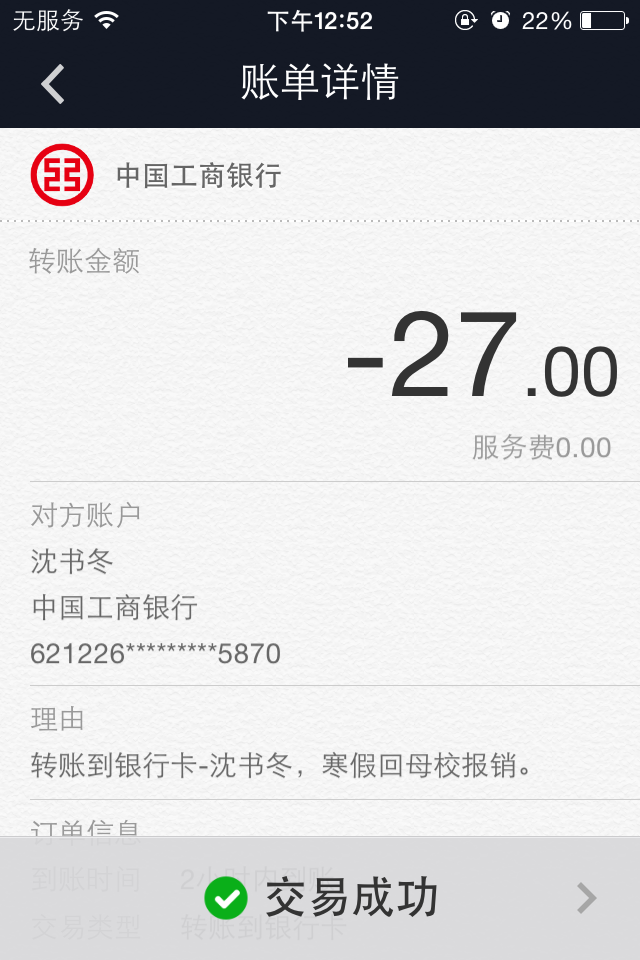 无服务 下午12:52 22%
账单详情
中国工商银行
转账金额
-27.00
服务费0.00
对方账户
沈书冬
中国工商银行
621226*********5870
理由
转账到银行卡-沈书冬，寒假回母校报销。
订单信息
到账时间 2小时内到账
交易成功
交易类型 转账到银行卡